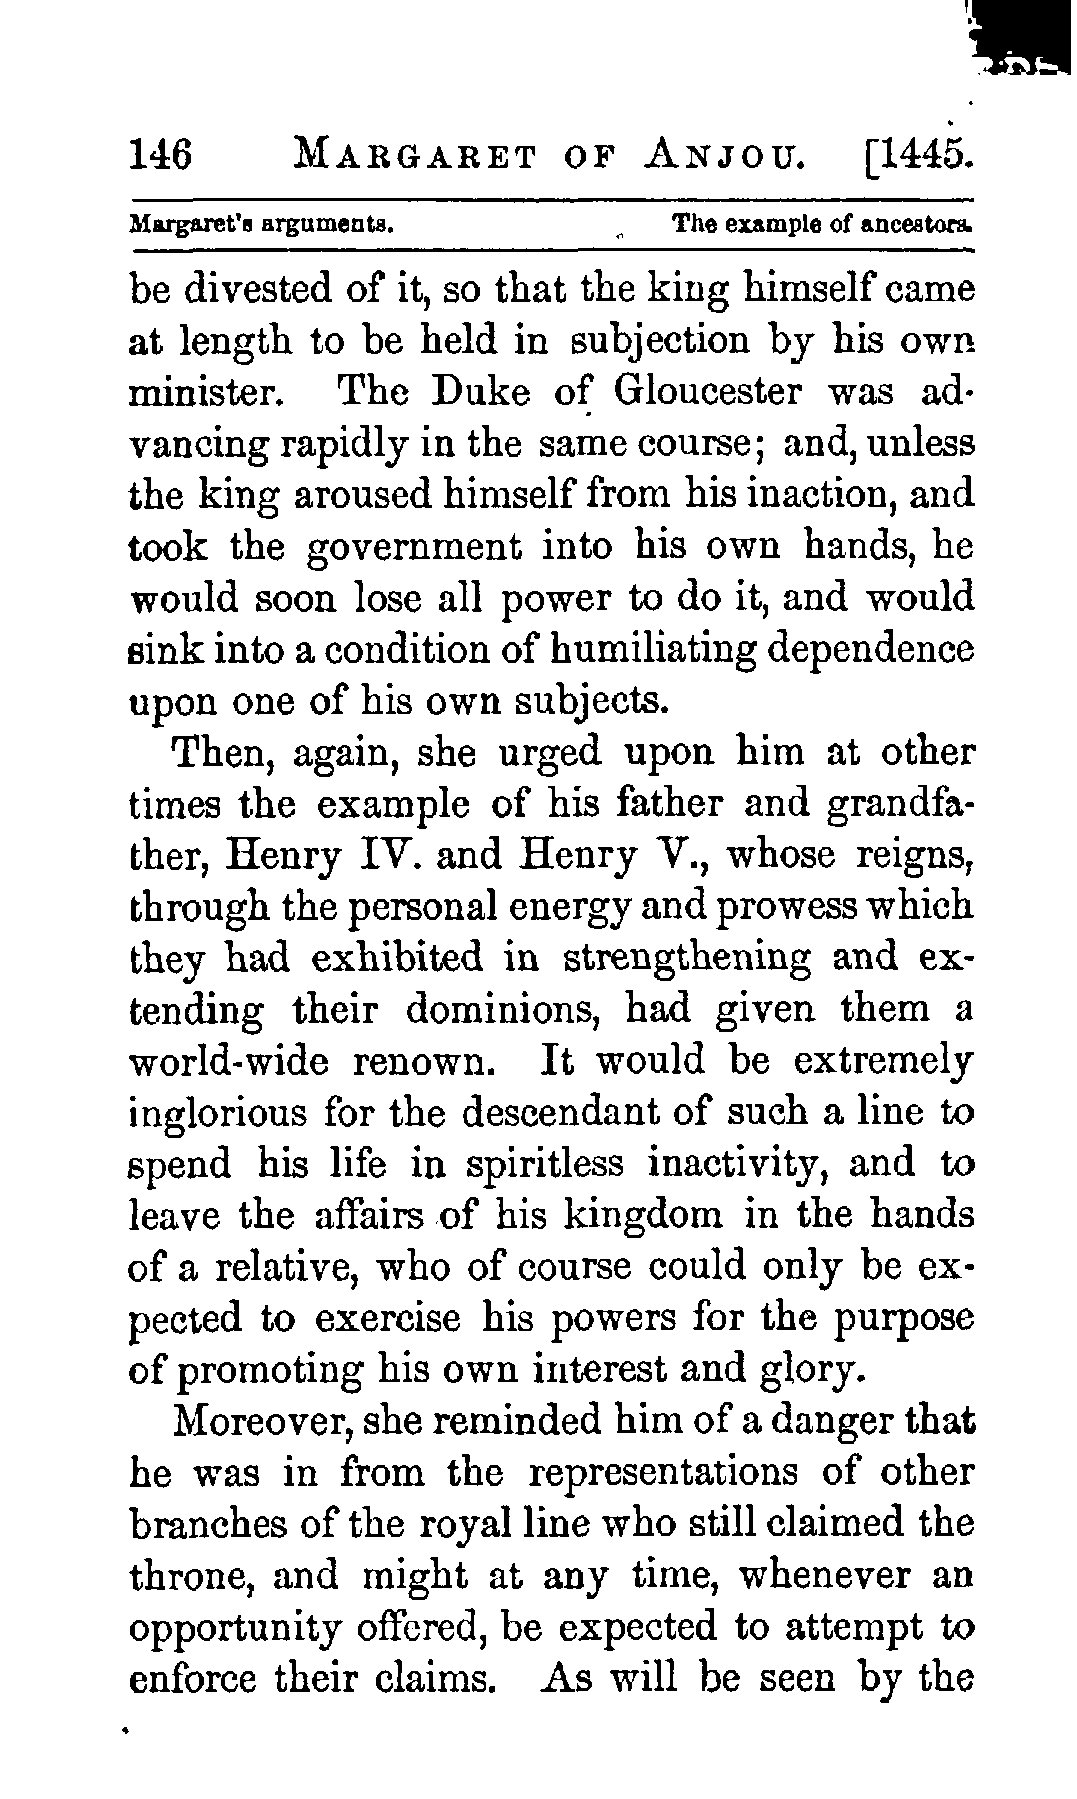 146 MARGARET OF ANJOU. [1445.
Margaret's arguments. The example of ancestors.
be divested of it, so that the king himself came
at length to be held in subjection by his own
minister. The Duke of Gloucester was ad-
vancing rapidly in the same course; and, unless
the king aroused himself from his inaction, and
took the government into his own hands, he
would soon lose all power to do it, and would
sink into a condition of humiliating dependence
upon one of his own subjects.
Then, again, she urged upon him at other
times the example of his father and grandfa-
ther, Henry IV. and Henry V., whose reigns,
through the personal energy and prowess which
they had exhibited in strengthening and ex-
tending their dominions, had given them a
world-wide renown. It would be extremely
inglorious for the descendant of such a line to
spend his life in spiritless inactivity, and to
leave the affairs of his kingdom in the hands
of a relative, who of course could only be ex-
pected to exercise his powers for the purpose
of promoting his own interest and glory.
Moreover, she reminded him of a danger that
he was in from the representations of other
branches of the royal line who still claimed the
throne, and might at any time, whenever an
opportunity offered, be expected to attempt to
enforce their claims. As will be seen by the